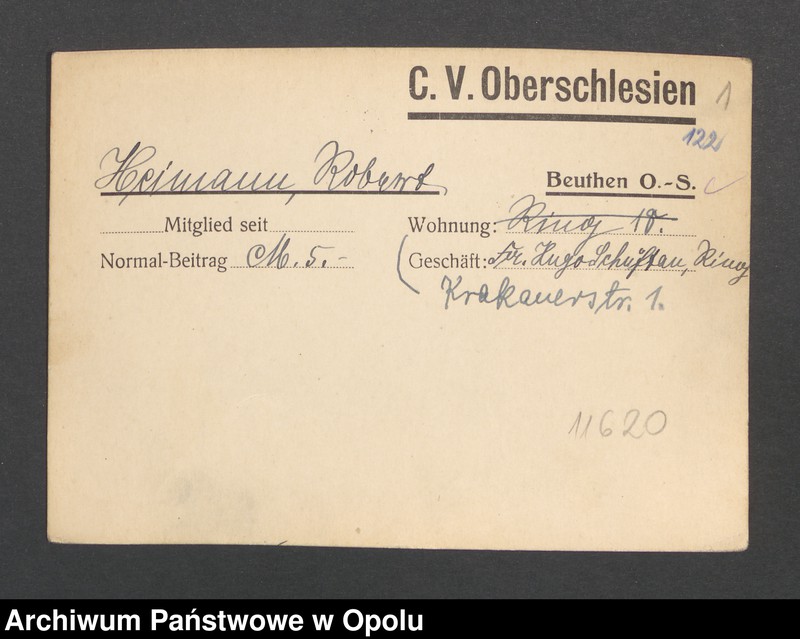 C. V. Oberschlesien 1
122
Heimann, Robert Beuthen O.-S.
Mitglied seit Wohnung: Ring 18.
Normal-Beitrag M. 5.- (Geschäft: Fr. Hugo Schüftan, Ring
Krakauerstr. 1.
11620
Archiwum Państwowe w Opolu